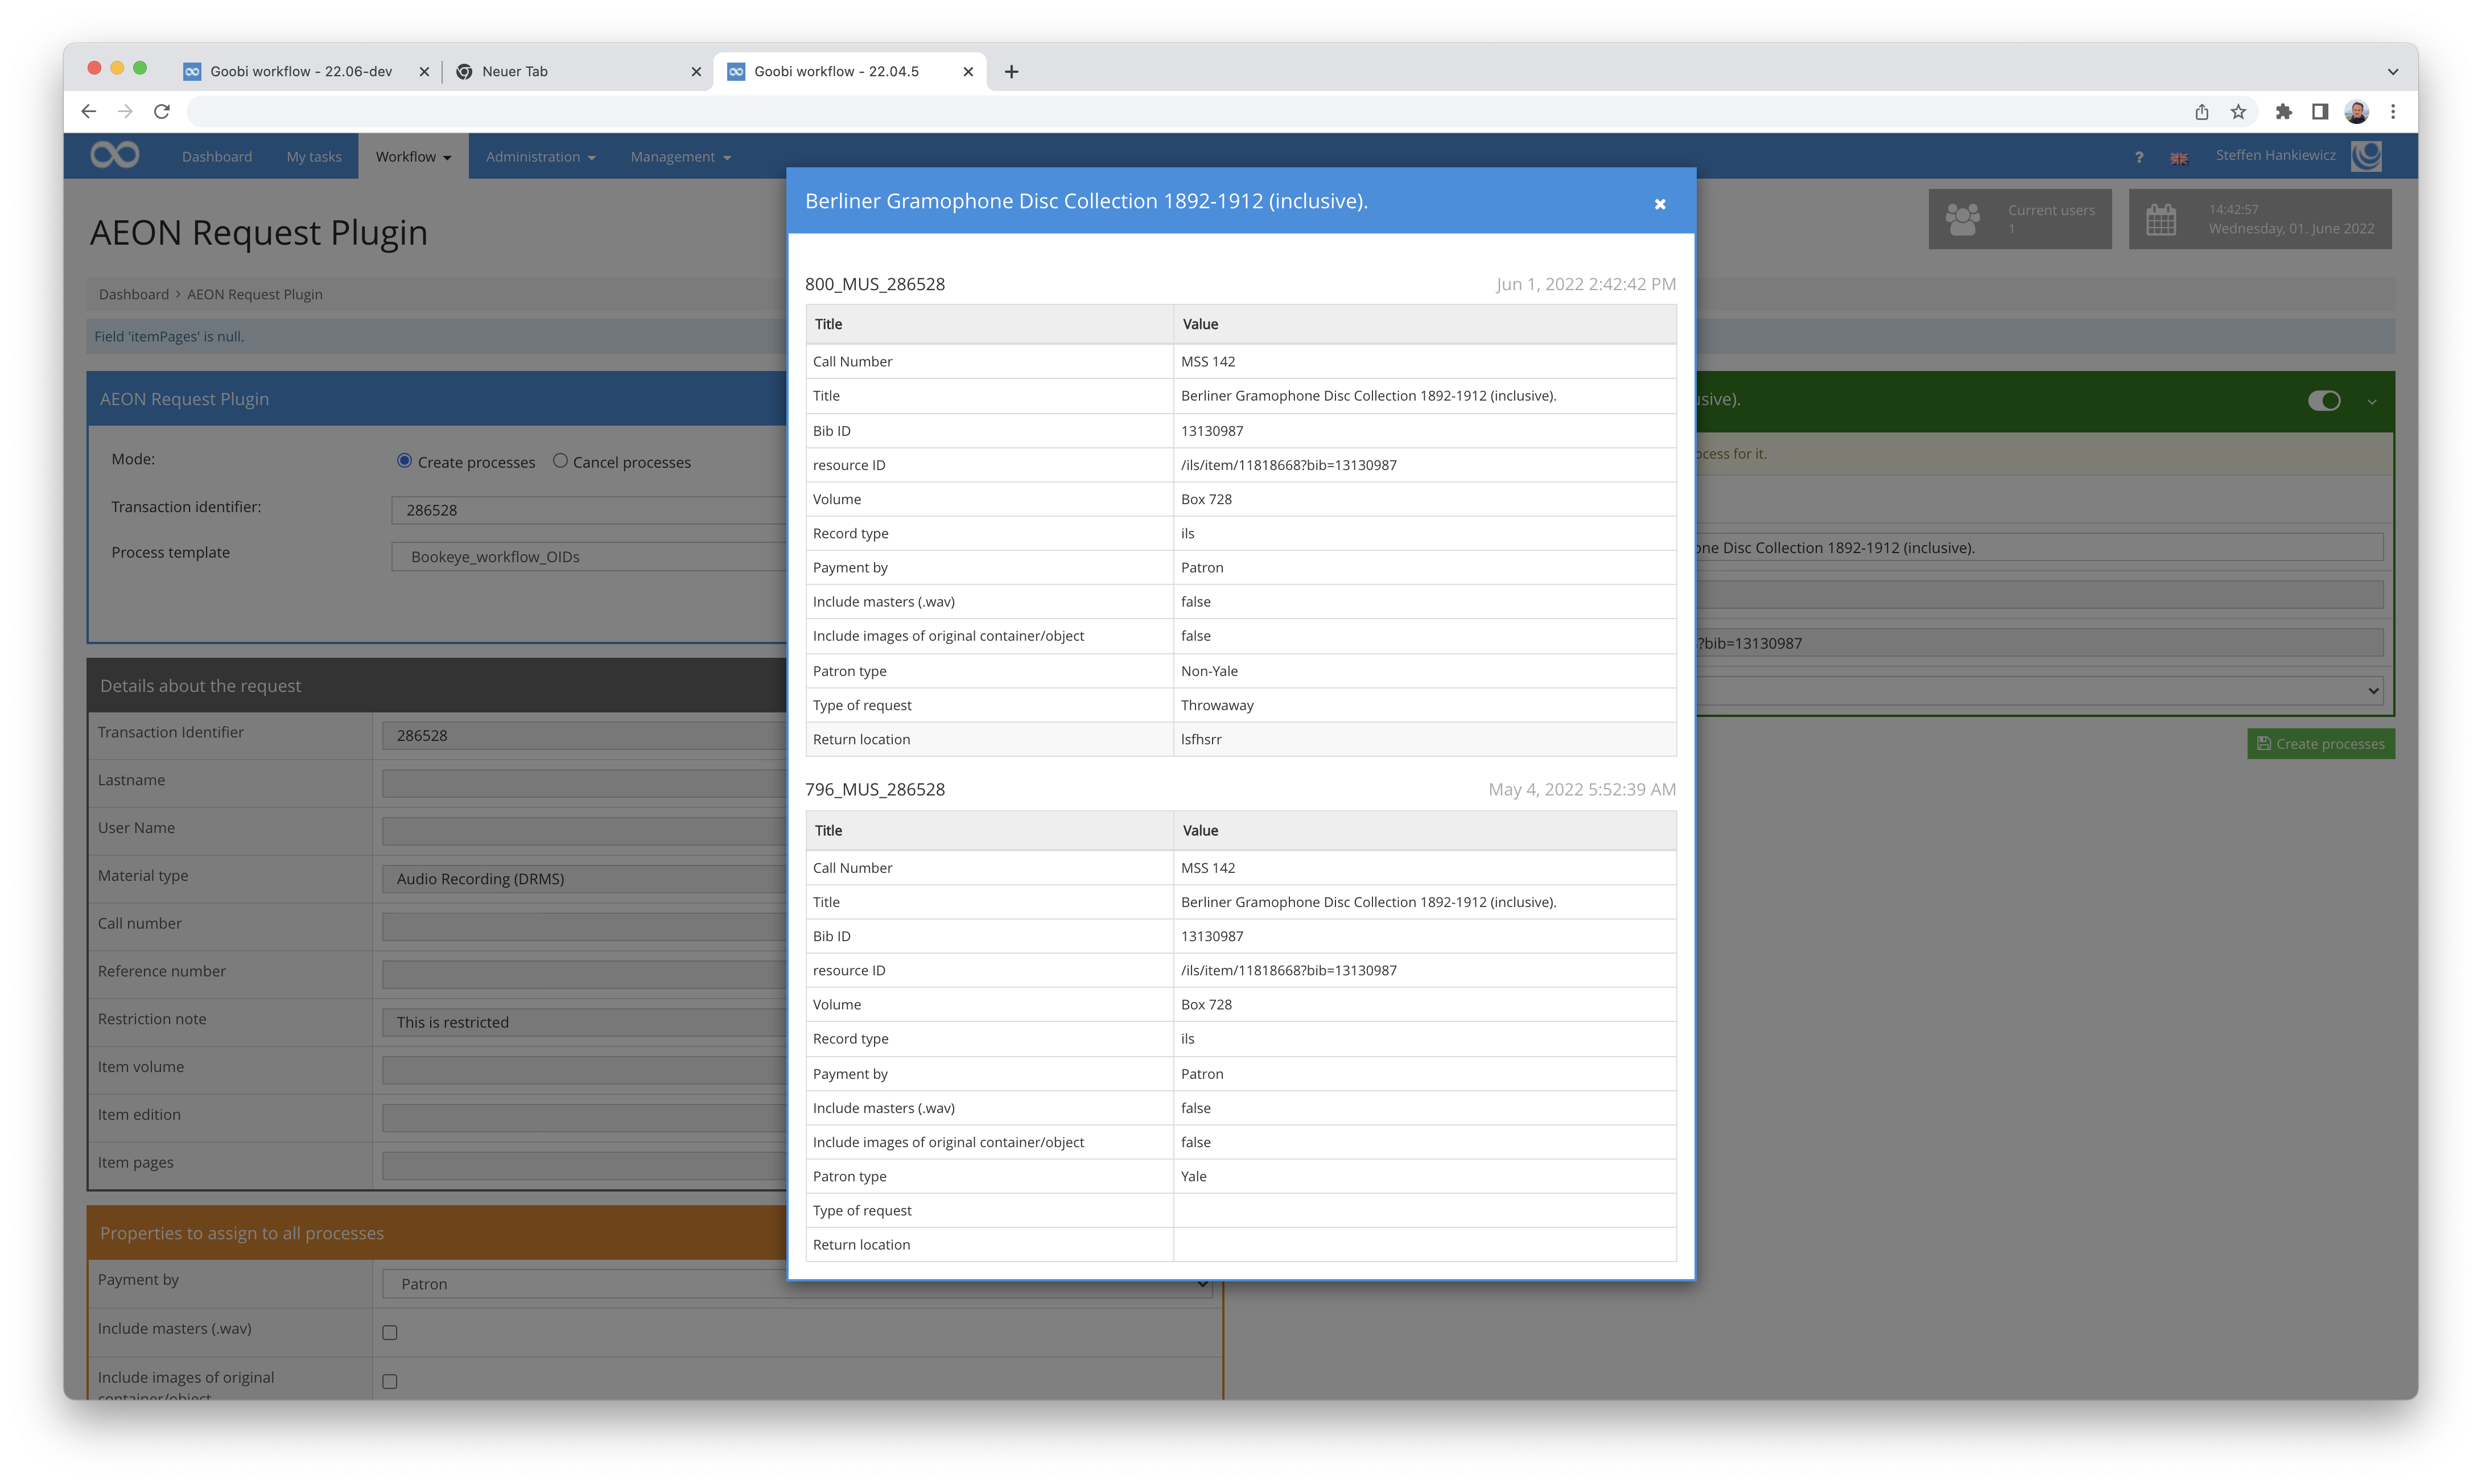 Goobi workflow - 22.06-dev
Neuer Tab
Goobi workflow - 22.04.5
Dashboard
My tasks
Workflow
Administration
Management
?
Steffen Hankiewicz
AEON Request Plugin
Current users
1
14:42:57
Wednesday, 01. June 2022
Dashboard > AEON Request Plugin
Field 'itemPages' is null.
AEON Request Plugin
Mode:
Create processes
Cancel processes
Transaction identifier:
286528
Process template
Bookeye_workflow_OIDs
Details about the request
Transaction Identifier
286528
Lastname
User Name
Material type
Audio Recording (DRMS)
Call number
Reference number
Restriction note
This is restricted
Item volume
Item edition
Item pages
Properties to assign to all processes
Payment by
Patron
Include masters (.wav)
Include images of original
container/object
Berliner Gramophone Disc Collection 1892-1912 (inclusive).
800_MUS_286528
Jun 1, 2022 2:42:42 PM
Title Value
Call Number MSS 142
Title Berliner Gramophone Disc Collection 1892-1912 (inclusive).
Bib ID 13130987
resource ID /ils/item/11818668?bib=13130987
Volume Box 728
Record type ils
Payment by Patron
Include masters (.wav) false
Include images of original container/object false
Patron type Non-Yale
Type of request Throwaway
Return location lsfhsrr
796_MUS_286528
May 4, 2022 5:52:39 AM
Title Value
Call Number MSS 142
Title Berliner Gramophone Disc Collection 1892-1912 (inclusive).
Bib ID 13130987
resource ID /ils/item/11818668?bib=13130987
Volume Box 728
Record type ils
Payment by Patron
Include masters (.wav) false
Include images of original container/object false
Patron type Yale
Type of request
Return location
usive).
ocess for it.
one Disc Collection 1892-1912 (inclusive).
?bib=13130987
Create processes